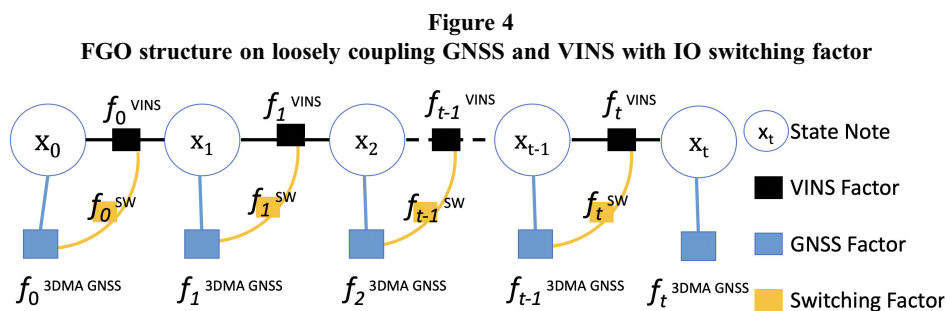 Figure 4
FGO structure on loosely coupling GNSS and VINS with IO switching factor
f0 VINS
f1 VINS
ft-1 VINS
ft VINS
x0
x1
x2
xt-1
xt
xt State Note
VINS Factor
f0 SW
f1 SW
ft-1 SW
ft SW
GNSS Factor
f0 3DMA GNSS
f1 3DMA GNSS
f2 3DMA GNSS
ft-1 3DMA GNSS
ft 3DMA GNSS
Switching Factor